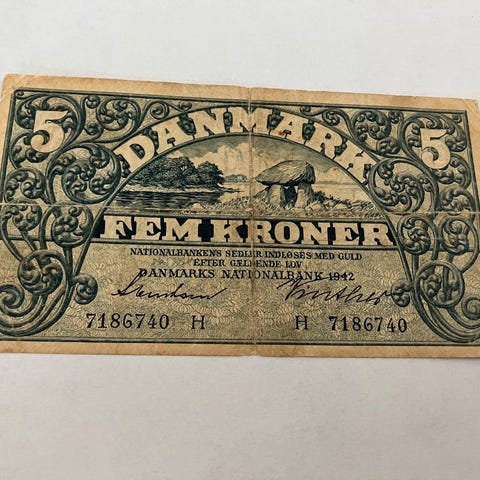 5 DANMARK 5
FEM KRONER
NATIONALBANKENS SEDLER INDLØSES MED GULD
EFTER GÆLDENDE LOV
DANMARKS NATIONALBANK 1942
7186740 H H 7186740